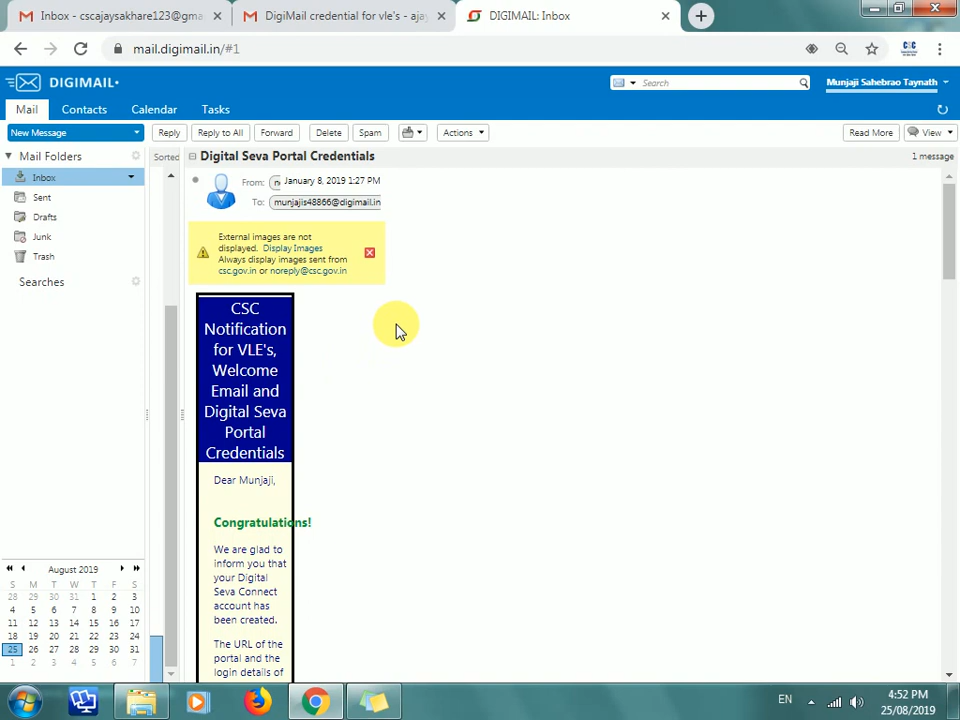 Inbox - cscajaysakhare123@gma
DigiMail credential for vle's - ajay
DIGIMAIL: Inbox
mail.digimail.in/#1
DIGIMAIL
Search
Munjaji Sahebrao Taynath
Mail
Contacts
Calendar
Tasks
New Message
Reply
Reply to All
Forward
Delete
Spam
Actions
Read More
View
Mail Folders
Sorted
Digital Seva Portal Credentials
1 message
Inbox
From:
January 8, 2019 1:27 PM
Sent
To:
munjajis48866@digimail.in
Drafts
Junk
Trash
Searches
External images are not
displayed. Display Images
Always display images sent from
csc.gov.in or noreply@csc.gov.in
CSC
Notification
for VLE's,
Welcome
Email and
Digital Seva
Portal
Credentials
Dear Munjaji,
Congratulations!
We are glad to
inform you that
your Digital
Seva Connect
account has
been created.
The URL of the
portal and the
login details of
August 2019
S M T W T F S
28 29 30 31 1 2 3
4 5 6 7 8 9 10
11 12 13 14 15 16 17
18 19 20 21 22 23 24
25 26 27 28 29 30 31
1 2 3 4 5 6 7
EN
4:52 PM
25/08/2019